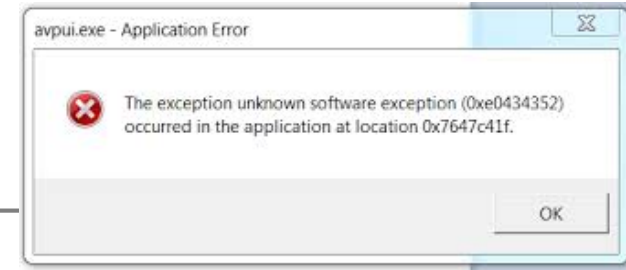 avpui.exe - Application Error
The exception unknown software exception (0xe0434352)
occurred in the application at location 0x7647c41f.
OK